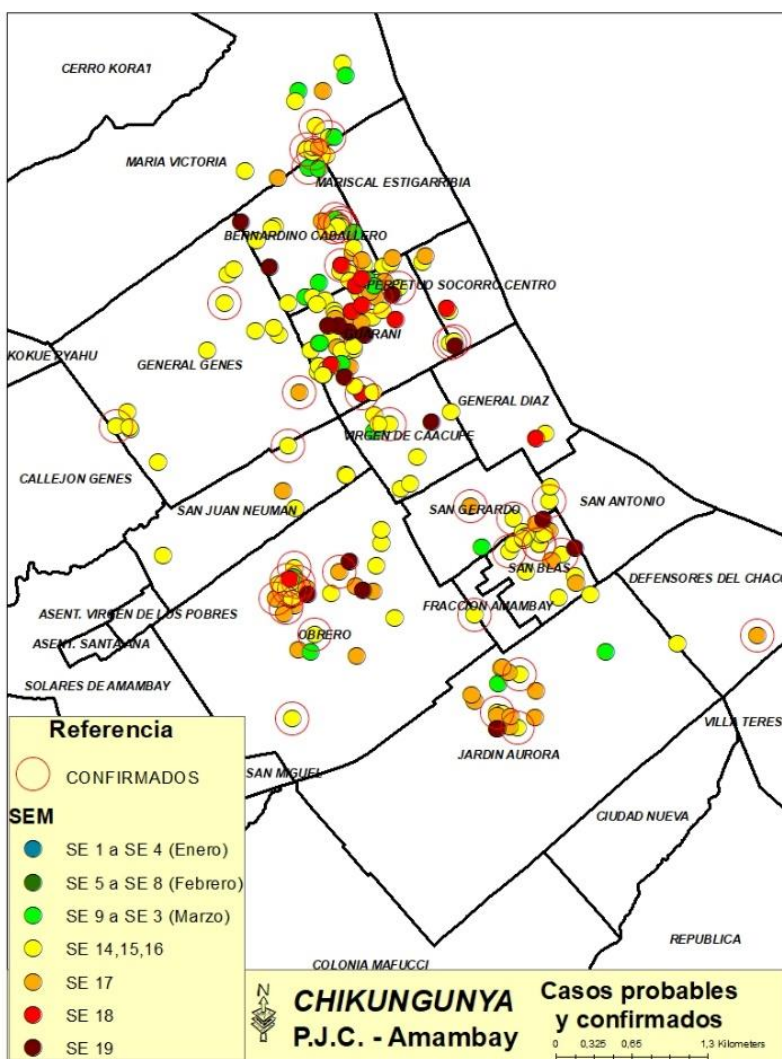 CERRO KORA'I
MARIA VICTORIA
MARISCAL ESTIGARRIBIA
BERNARDINO CABALLERO
PERPETUO SOCORRO CENTRO
GUARANI
KOKUE PYAHU
GENERAL GENES
GENERAL DIAZ
VIRGEN DE CAACUPE
CALLEJON GENES
SAN JUAN NEUMAN
SAN GERARDO
SAN ANTONIO
SAN BLAS
DEFENSORES DEL CHACO
ASENT. VIRGEN DE LOS POBRES
FRACCION AMAMBAY
OBRERO
ASENT. SANTA ANA
SOLARES DE AMAMBAY
VILLA TERES
JARDIN AURORA
SAN MIGUEL
CIUDAD NUEVA
REPUBLICA
COLONIA MAFUCCI
Referencia
CONFIRMADOS
SEM
SE 1 a SE 4 (Enero)
SE 5 a SE 8 (Febrero)
SE 9 a SE 3 (Marzo)
SE 14,15,16
SE 17
SE 18
SE 19
N
CHIKUNGUNYA
P.J.C. - Amambay
Casos probables
y confirmados
0 0,325 0,65 1,3 Kilometers